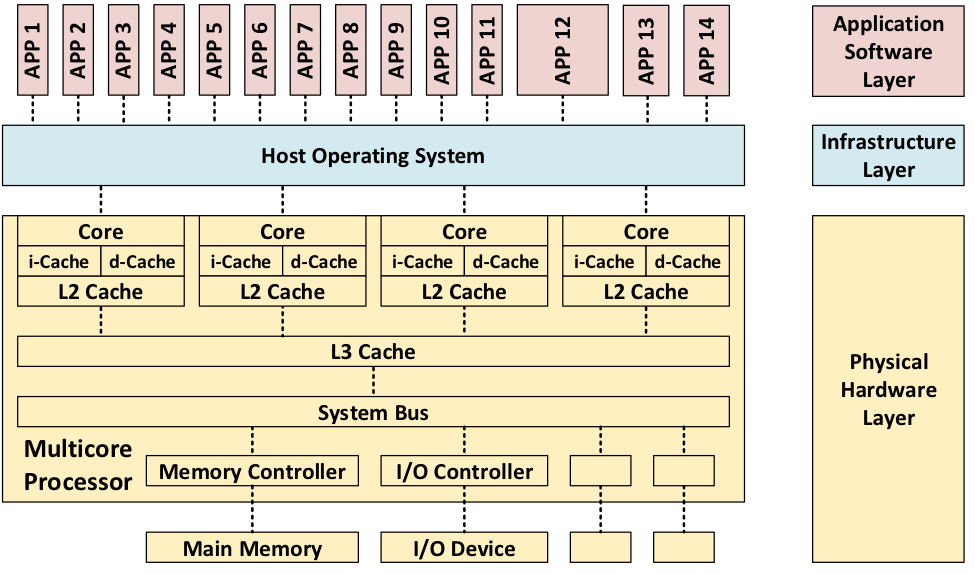 APP 1
APP 2
APP 3
APP 4
APP 5
APP 6
APP 7
APP 8
APP 9
APP 10
APP 11
APP 12
APP 13
APP 14
Application
Software
Layer
Host Operating System
Infrastructure
Layer
Core
Core
Core
Core
i-Cache
d-Cache
i-Cache
d-Cache
i-Cache
d-Cache
i-Cache
d-Cache
L2 Cache
L2 Cache
L2 Cache
L2 Cache
L3 Cache
System Bus
Multicore
Processor
Memory Controller
I/O Controller
Main Memory
I/O Device
Physical
Hardware
Layer